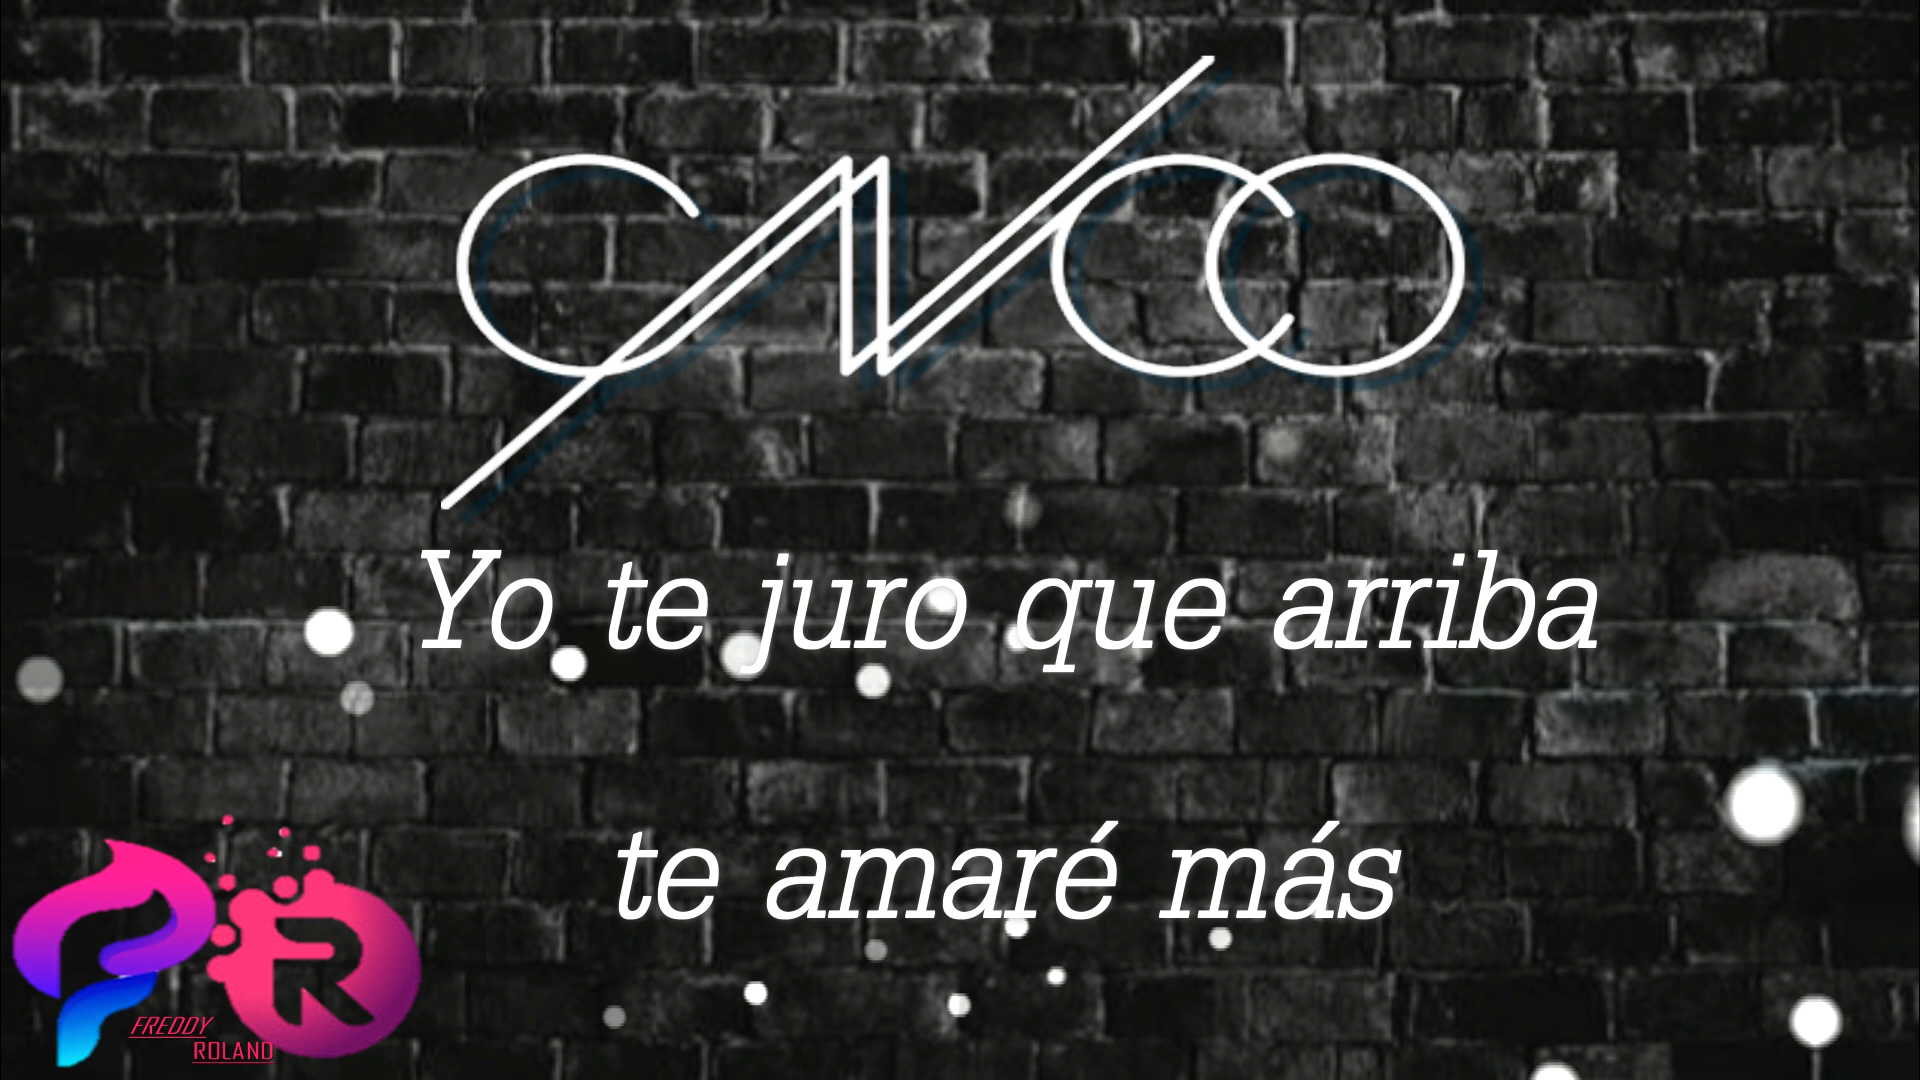 CNCO
Yo te juro que arriba
te amaré más
FREDDY
ROLAND